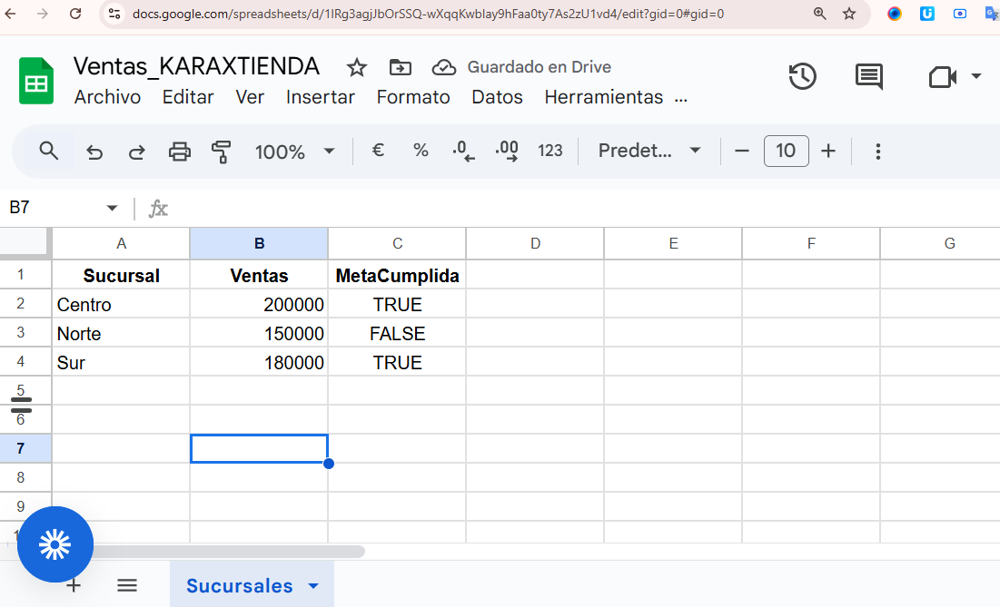 docs.google.com/spreadsheets/d/1IRg3agjJbOrSSQ-wXqqKwblay9hFaa0ty7As2zU1vd4/edit?gid=0#gid=0
Ventas_KARAXTIENDA Guardado en Drive
Archivo Editar Ver Insertar Formato Datos Herramientas ...
100% € % .0 .00 123 Predet... 10
B7 fx
A B C D E F G
1 Sucursal Ventas MetaCumplida
2 Centro 200000 TRUE
3 Norte 150000 FALSE
4 Sur 180000 TRUE
5
6
7
8
9
Sucursales